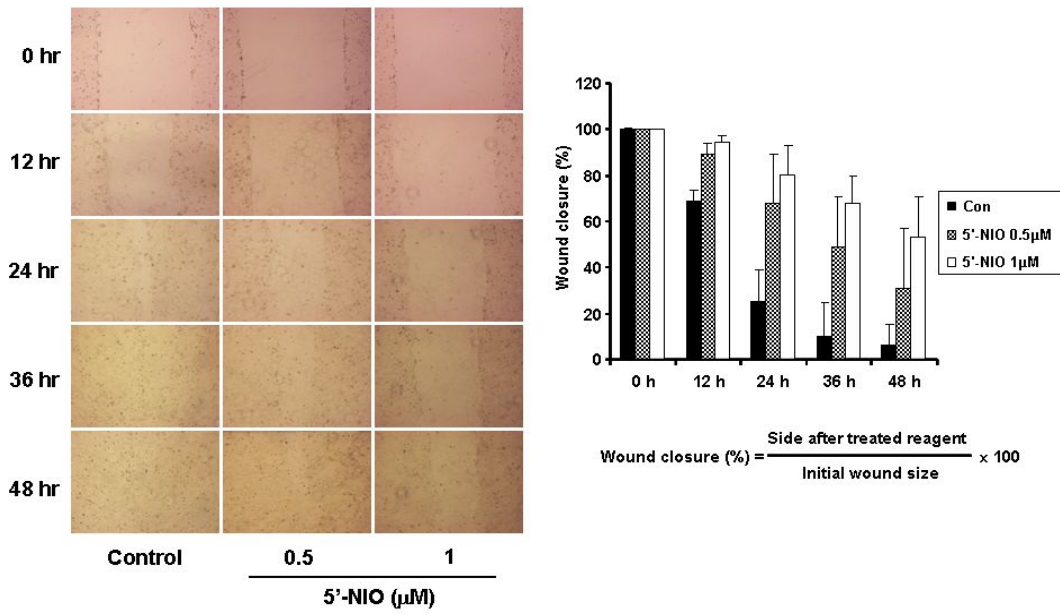 0 hr
12 hr
24 hr
36 hr
48 hr
Control
0.5
1
5’-NIO (μM)
Wound closure (%)
120
100
80
60
40
20
0
0 h
12 h
24 h
36 h
48 h
Con
5'-NIO 0.5μM
5'-NIO 1μM
Wound closure (%) = Side after treated reagent / Initial wound size × 100